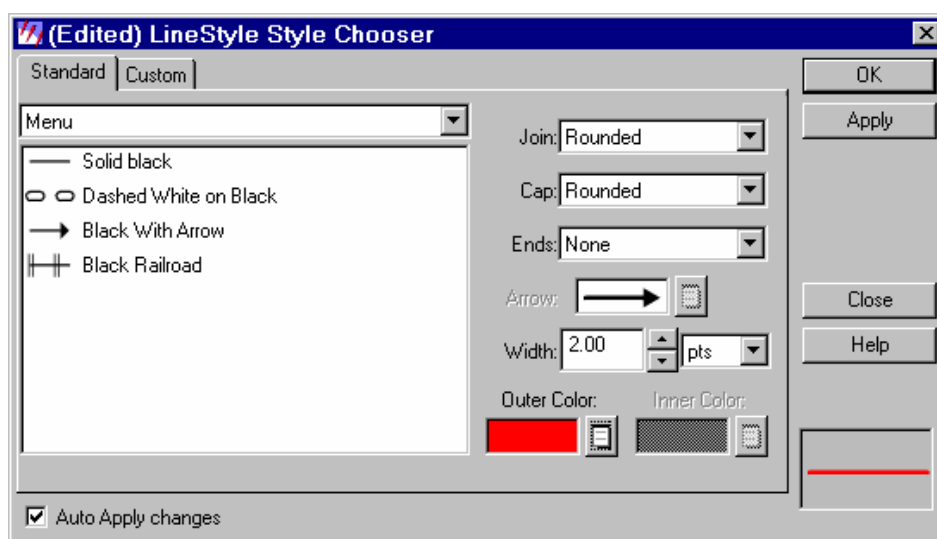 (Edited) LineStyle Style Chooser
Standard
Custom
OK
Menu
Apply
Join: Rounded
Solid black
Dashed White on Black
Cap: Rounded
Black With Arrow
Ends: None
Black Railroad
Arrow:
Close
Width: 2.00 pts
Help
Outer Color:
Inner Color:
Auto Apply changes